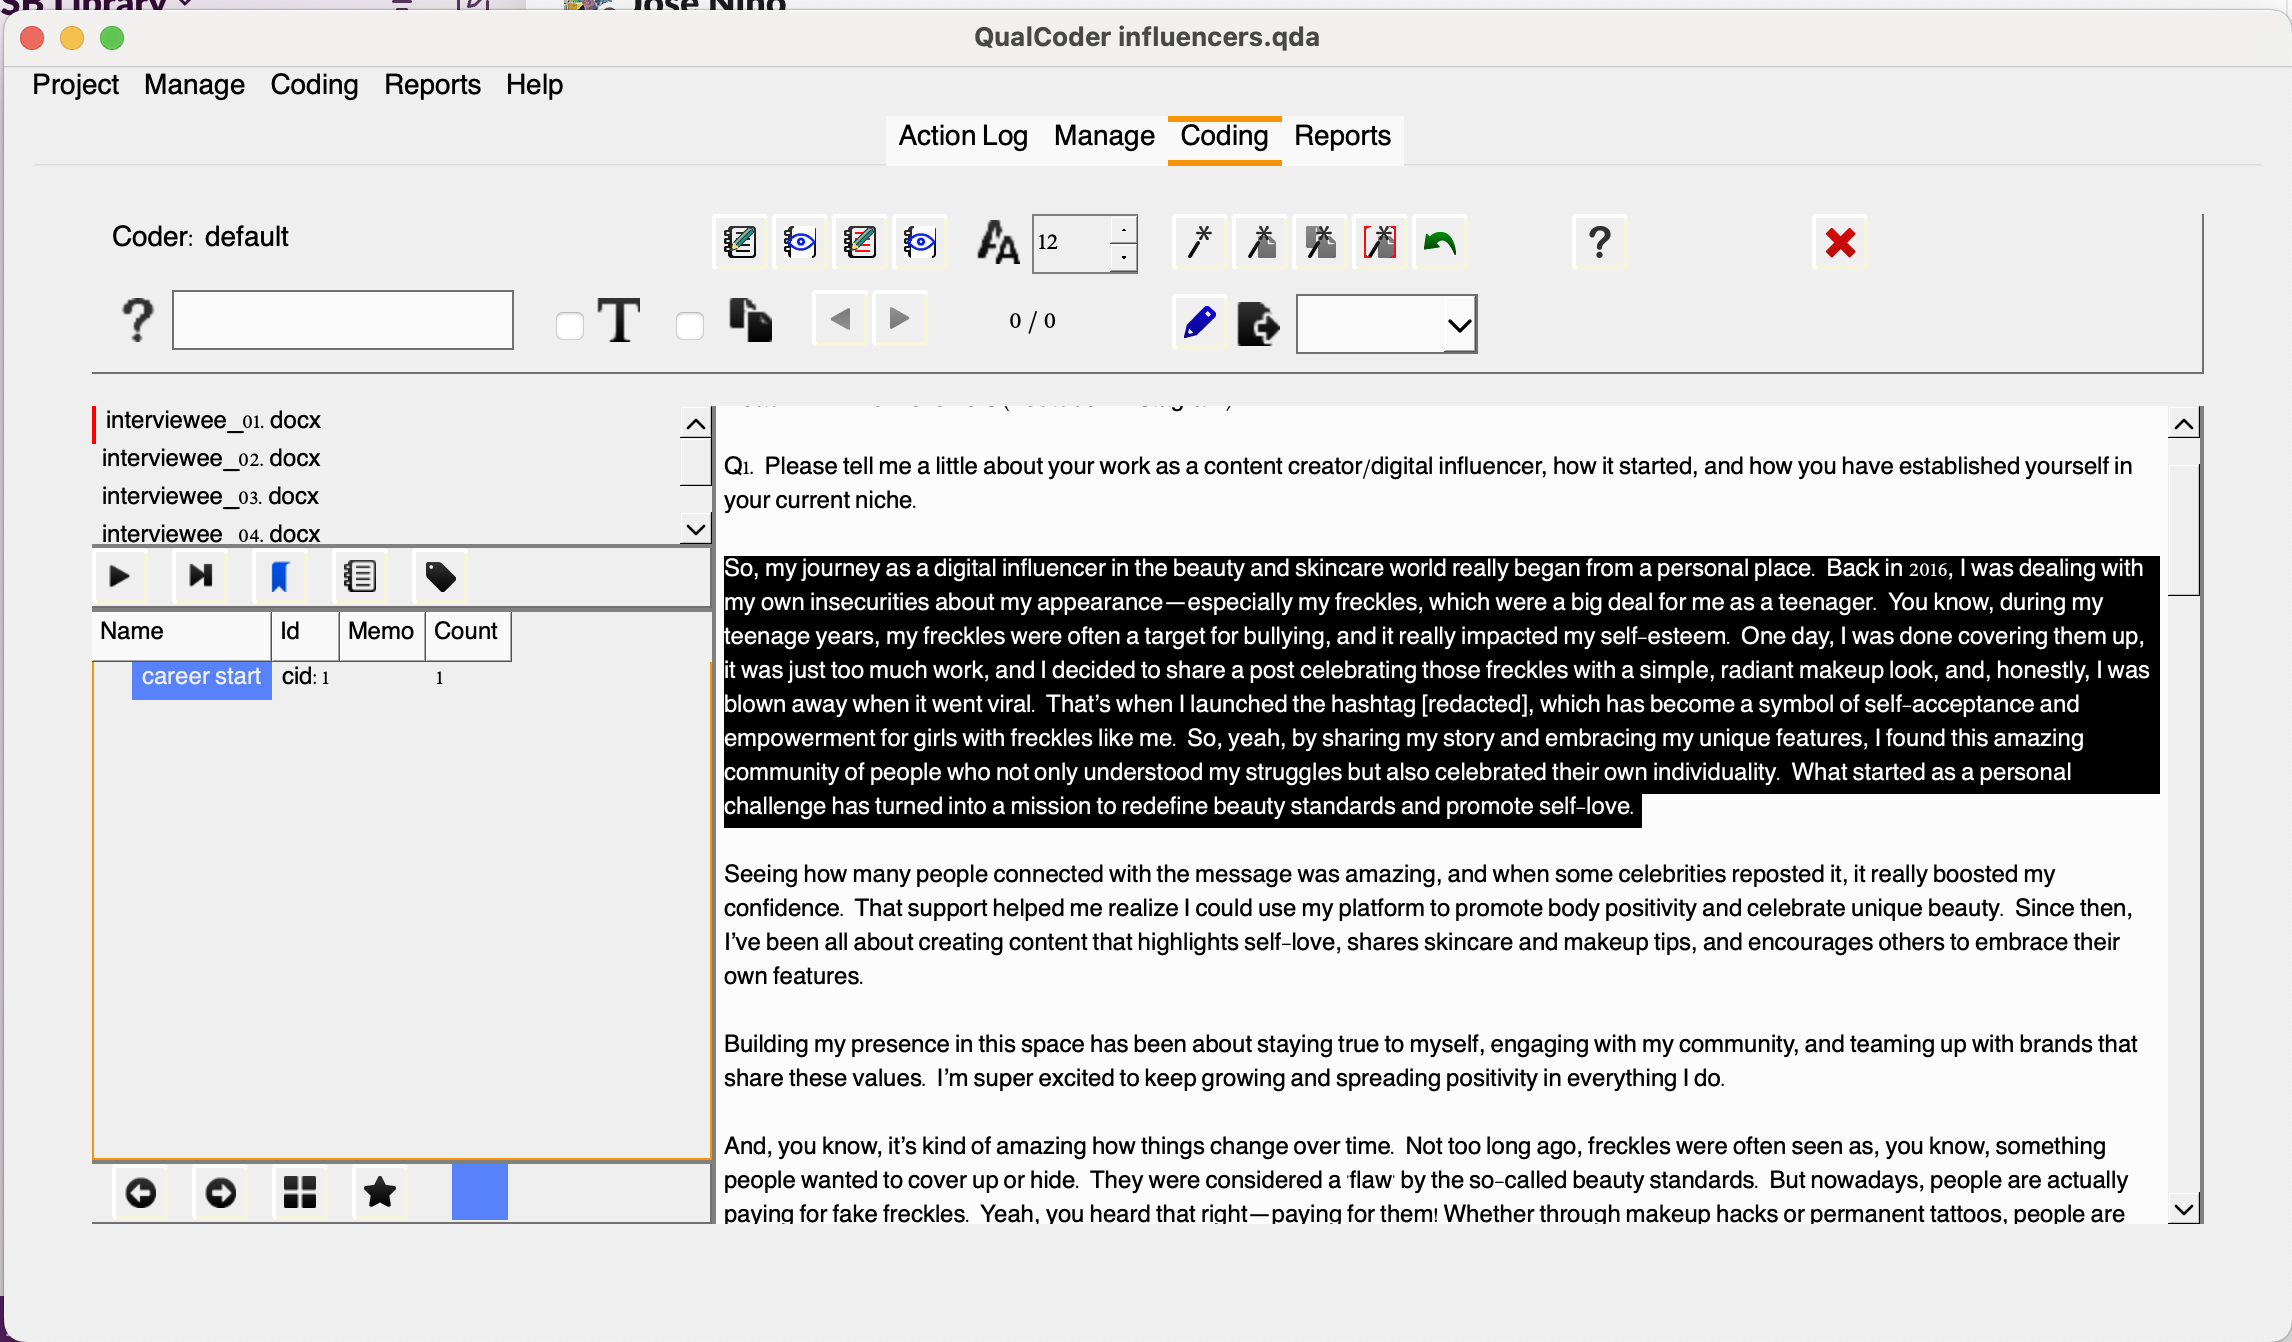 SB Library
Jose Nino
QualCoder influencers.qda
Project Manage Coding Reports Help
Action Log Manage Coding Reports
Coder: default
12
0 / 0
interviewee_01. docx
interviewee_02. docx
interviewee_03. docx
interviewee_04. docx
Name Id Memo Count
career start cid: 1 1
Q1. Please tell me a little about your work as a content creator/digital influencer, how it started, and how you have established yourself in
your current niche.
So, my journey as a digital influencer in the beauty and skincare world really began from a personal place. Back in 2016, I was dealing with
my own insecurities about my appearance—especially my freckles, which were a big deal for me as a teenager. You know, during my
teenage years, my freckles were often a target for bullying, and it really impacted my self-esteem. One day, I was done covering them up,
it was just too much work, and I decided to share a post celebrating those freckles with a simple, radiant makeup look, and, honestly, I was
blown away when it went viral. That’s when I launched the hashtag [redacted], which has become a symbol of self-acceptance and
empowerment for girls with freckles like me. So, yeah, by sharing my story and embracing my unique features, I found this amazing
community of people who not only understood my struggles but also celebrated their own individuality. What started as a personal
challenge has turned into a mission to redefine beauty standards and promote self-love.
Seeing how many people connected with the message was amazing, and when some celebrities reposted it, it really boosted my
confidence. That support helped me realize I could use my platform to promote body positivity and celebrate unique beauty. Since then,
I’ve been all about creating content that highlights self-love, shares skincare and makeup tips, and encourages others to embrace their
own features.
Building my presence in this space has been about staying true to myself, engaging with my community, and teaming up with brands that
share these values. I’m super excited to keep growing and spreading positivity in everything I do.
And, you know, it’s kind of amazing how things change over time. Not too long ago, freckles were often seen as, you know, something
people wanted to cover up or hide. They were considered a 'flaw' by the so-called beauty standards. But nowadays, people are actually
paying for fake freckles. Yeah, you heard that right—paying for them! Whether through makeup hacks or permanent tattoos, people are